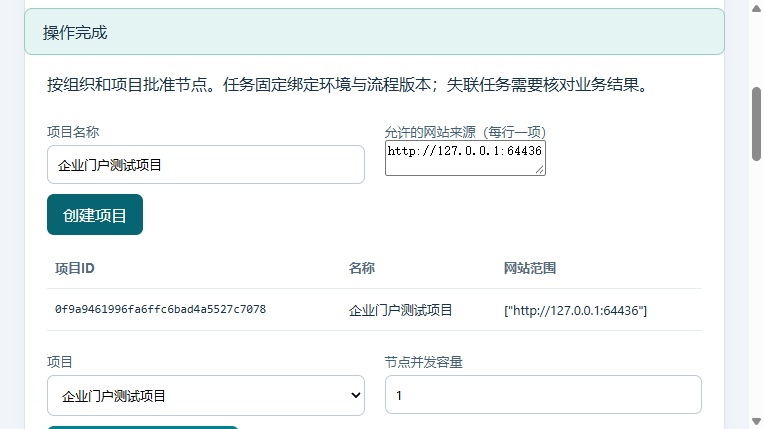 操作完成
按组织和项目批准节点。任务固定绑定环境与流程版本；失联任务需要核对业务结果。
项目名称
允许的网站来源（每行一项）
企业门户测试项目
http://127.0.0.1:64436
创建项目
项目ID 名称 网站范围
0f9a9461996fa6ffc6bad4a5527c7078 企业门户测试项目 ["http://127.0.0.1:64436"]
项目
节点并发容量
企业门户测试项目
1